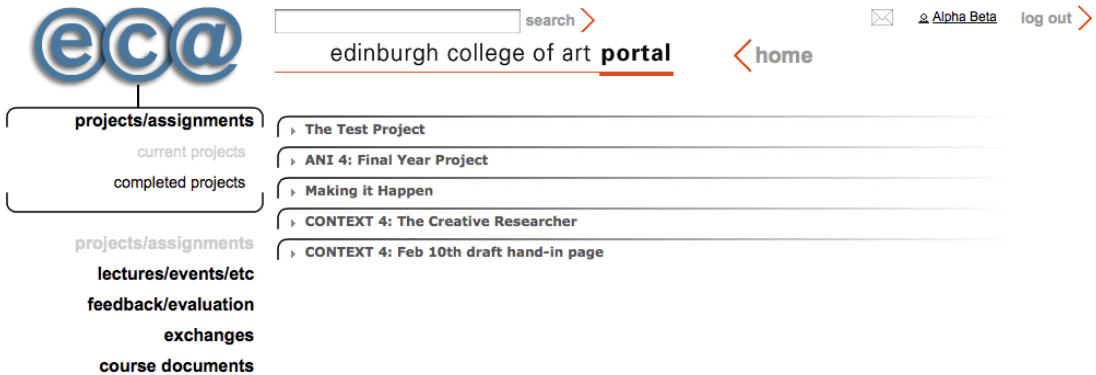 eca
search
Alpha Beta
log out
edinburgh college of art portal
home
projects/assignments
current projects
completed projects
projects/assignments
lectures/events/etc
feedback/evaluation
exchanges
course documents
The Test Project
ANI 4: Final Year Project
Making it Happen
CONTEXT 4: The Creative Researcher
CONTEXT 4: Feb 10th draft hand-in page